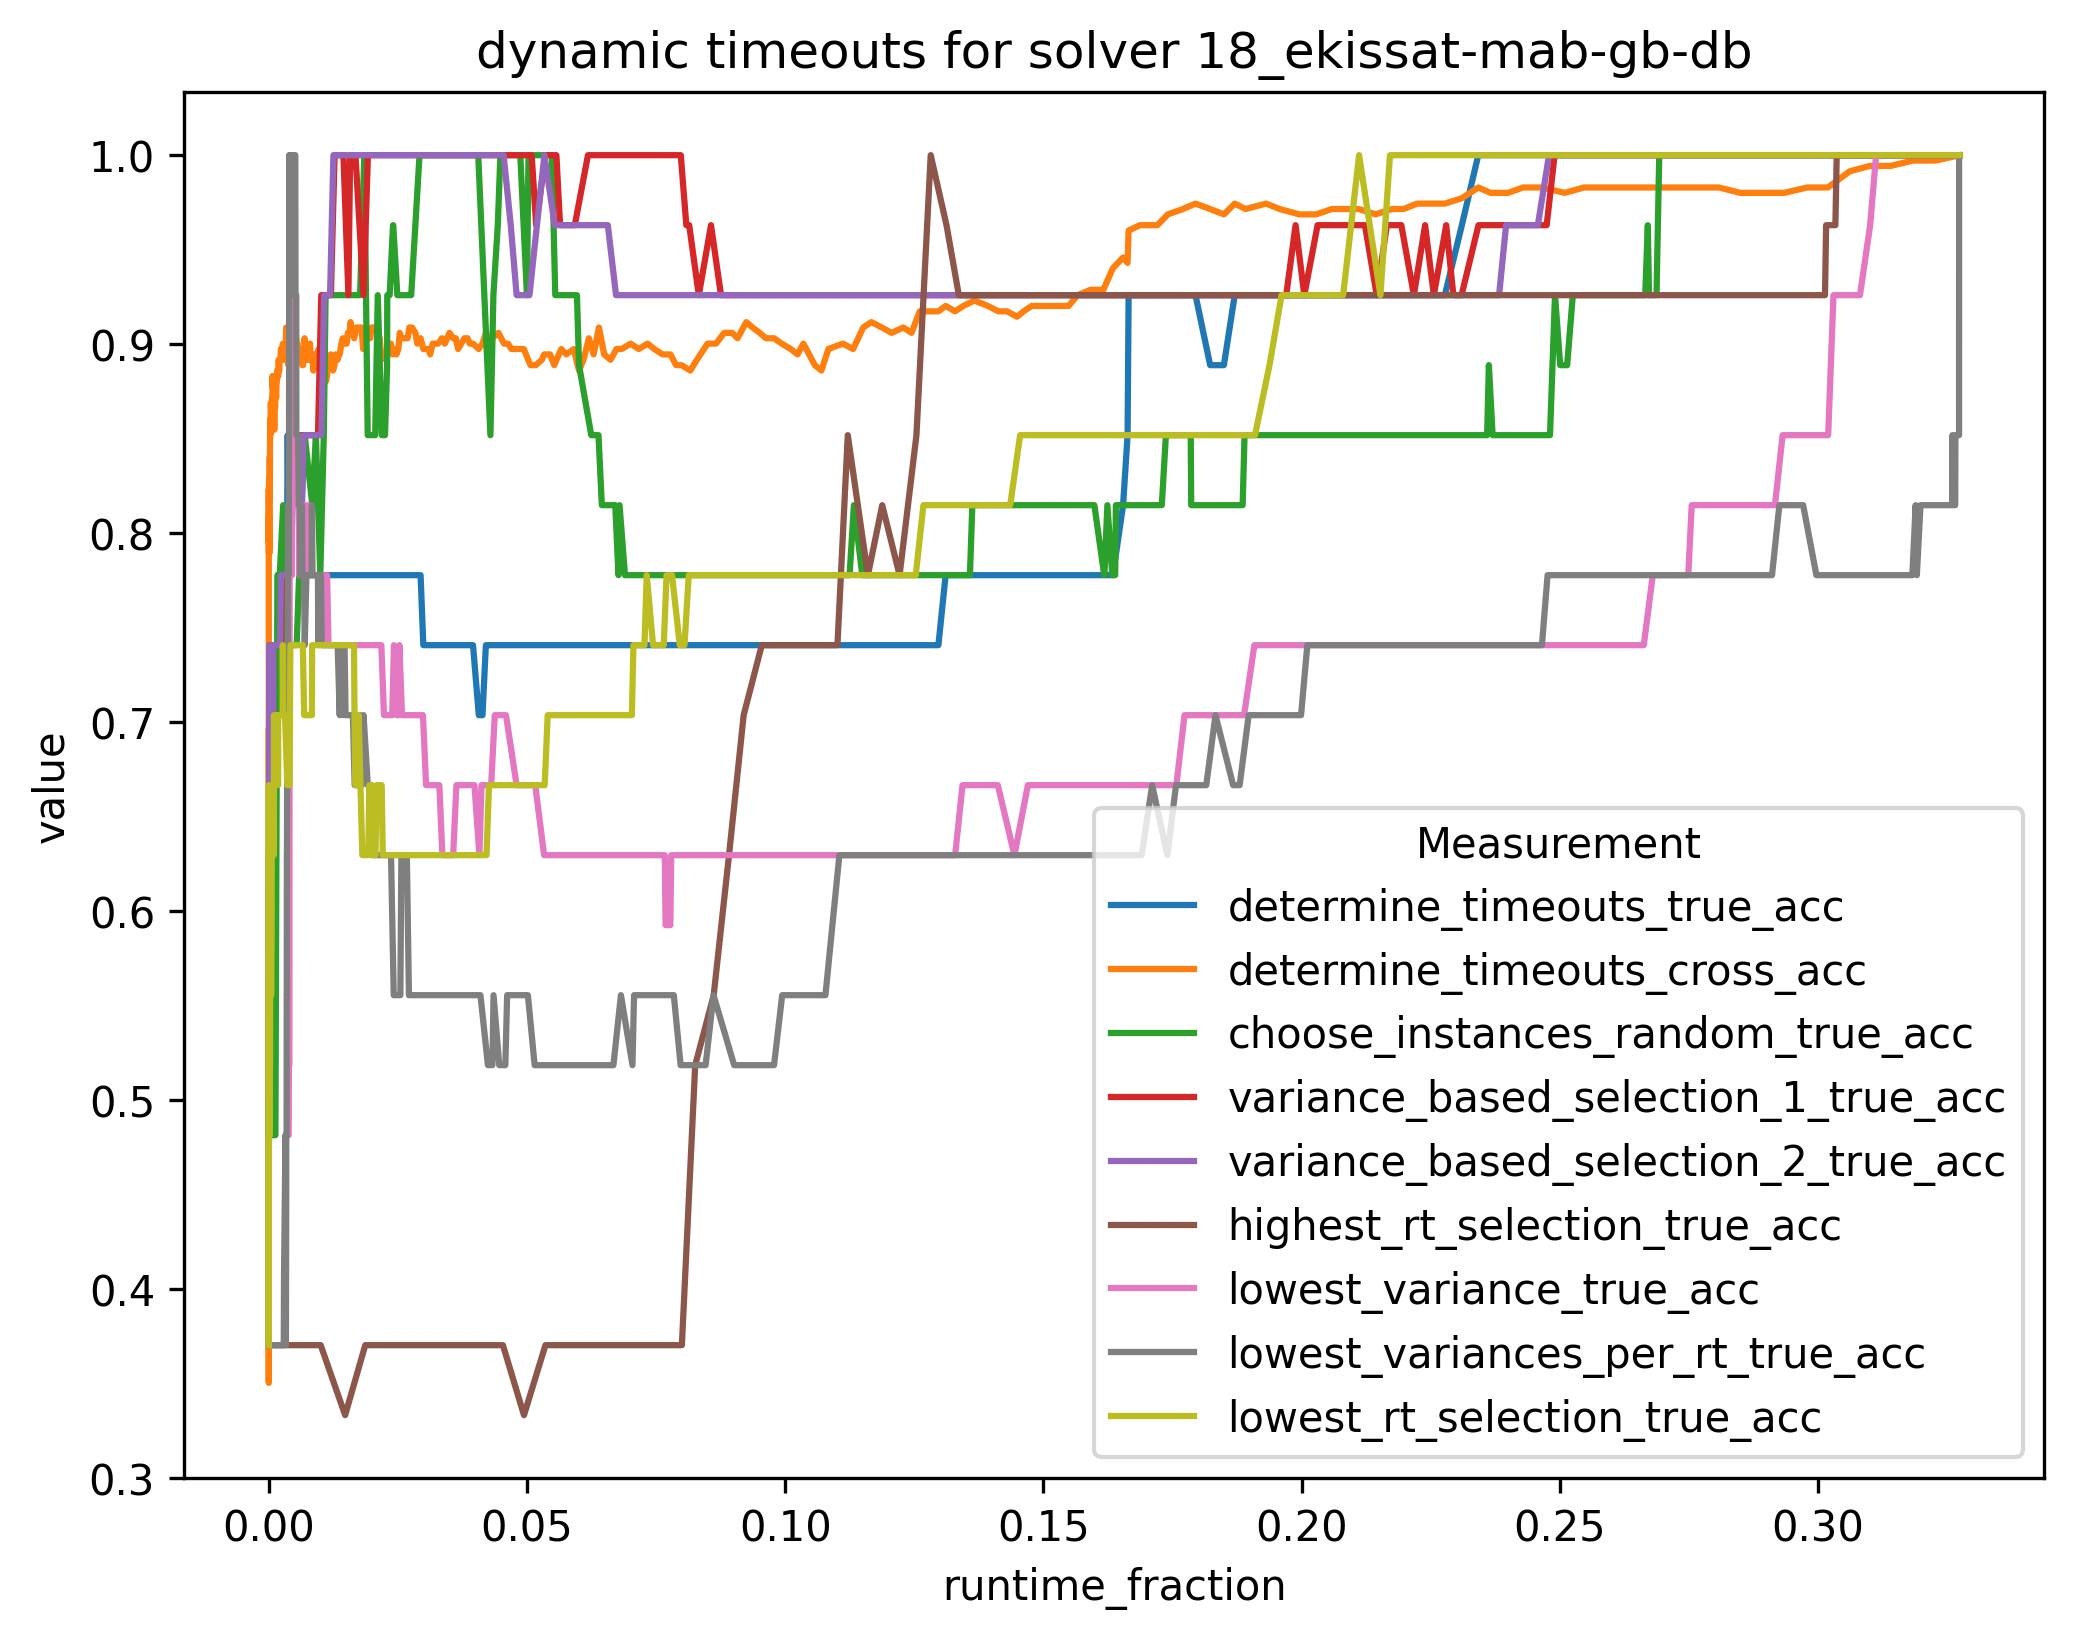 dynamic timeouts for solver 18_ekissat-mab-gb-db
value
1.0
0.9
0.8
0.7
0.6
0.5
0.4
0.3
Measurement
determine_timeouts_true_acc
determine_timeouts_cross_acc
choose_instances_random_true_acc
variance_based_selection_1_true_acc
variance_based_selection_2_true_acc
highest_rt_selection_true_acc
lowest_variance_true_acc
lowest_variances_per_rt_true_acc
lowest_rt_selection_true_acc
0.00 0.05 0.10 0.15 0.20 0.25 0.30
runtime_fraction